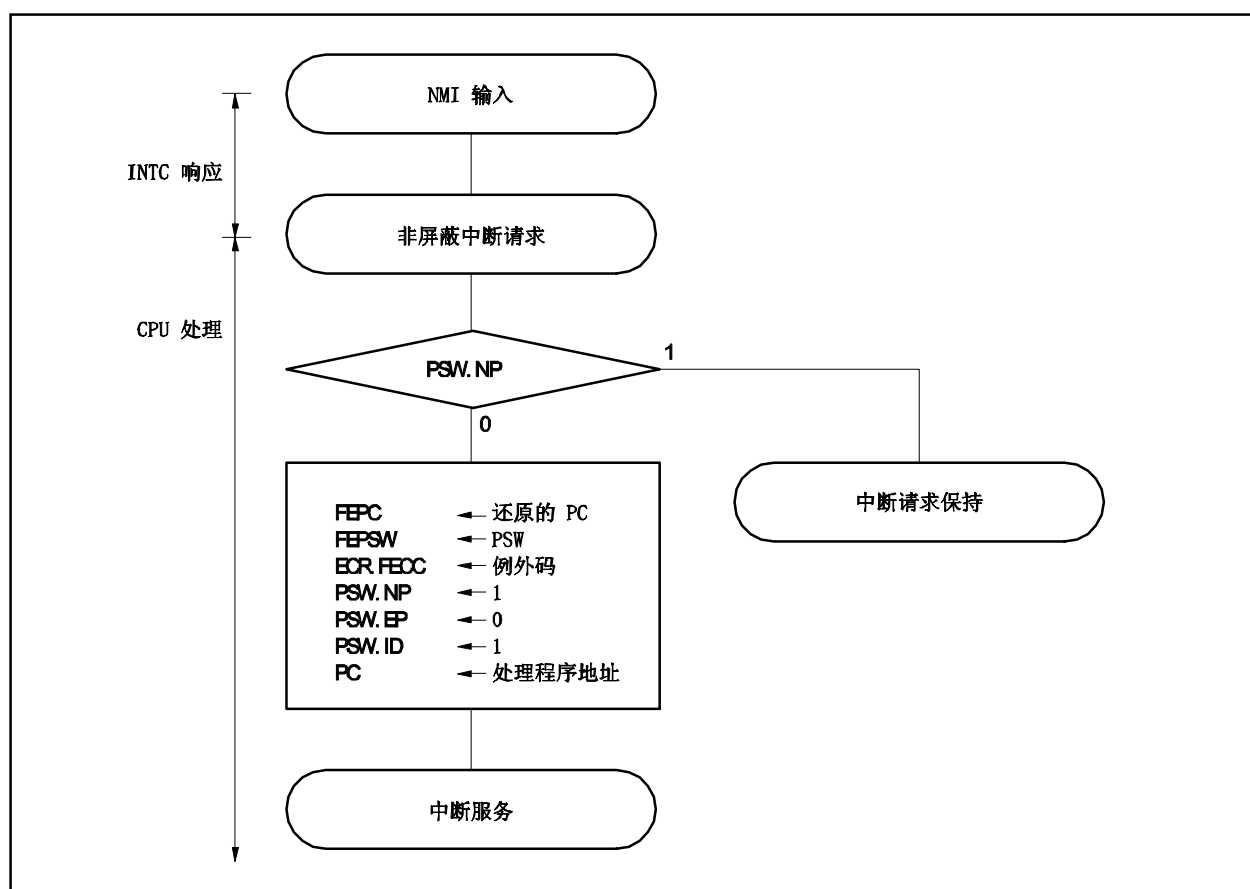 NMI 输入
INTC 响应
非屏蔽中断请求
CPU 处理
PSW.NP
1
0
FEPC ← 还原的 PC
FEPSW ← PSW
ECR.FECC ← 例外码
PSW.NP ← 1
PSW.EP ← 0
PSW.ID ← 1
PC ← 处理程序地址
中断请求保持
中断服务